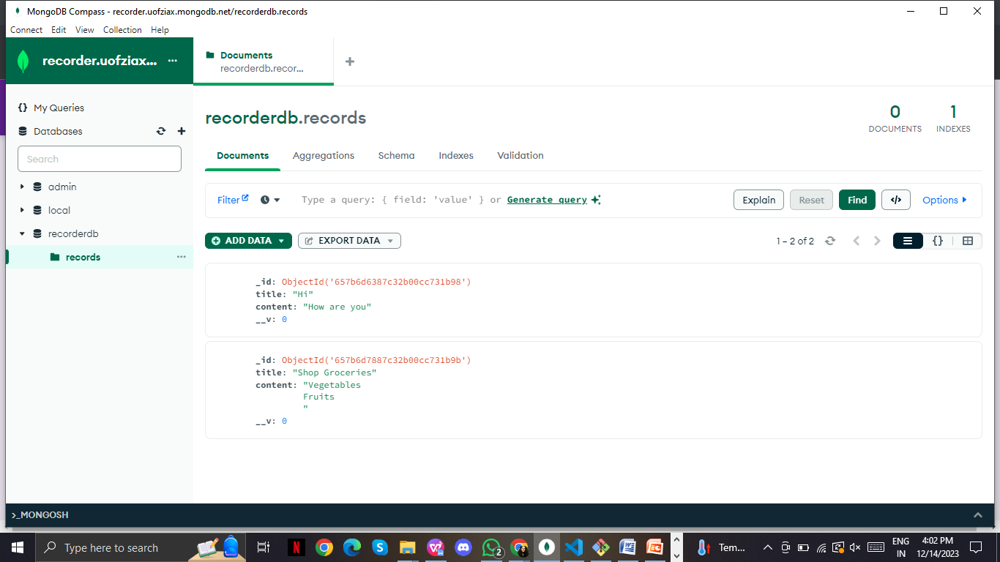 MongoDB Compass - recorder.uofziax.mongodb.net/recorderdb.records
Connect Edit View Collection Help
recorder.uofziax... ...
Documents
recorderdb.recor...
+
{} My Queries
Databases
Search
admin
local
recorderdb
records ...
recorderdb.records
0
DOCUMENTS
1
INDEXES
Documents Aggregations Schema Indexes Validation
Filter Type a query: { field: 'value' } or Generate query Explain Reset Find </> Options
ADD DATA EXPORT DATA 1 – 2 of 2 {}
_id: ObjectId('657b6d6387c32b00cc731b98')
title: "Hi"
content: "How are you"
__v: 0
_id: ObjectId('657b6d7887c32b00cc731b9b')
title: "Shop Groceries"
content: "Vegetables
Fruits
"
__v: 0
>_MONGOSH
Type here to search
2
Tem...
ENG
IN
4:02 PM
12/14/2023